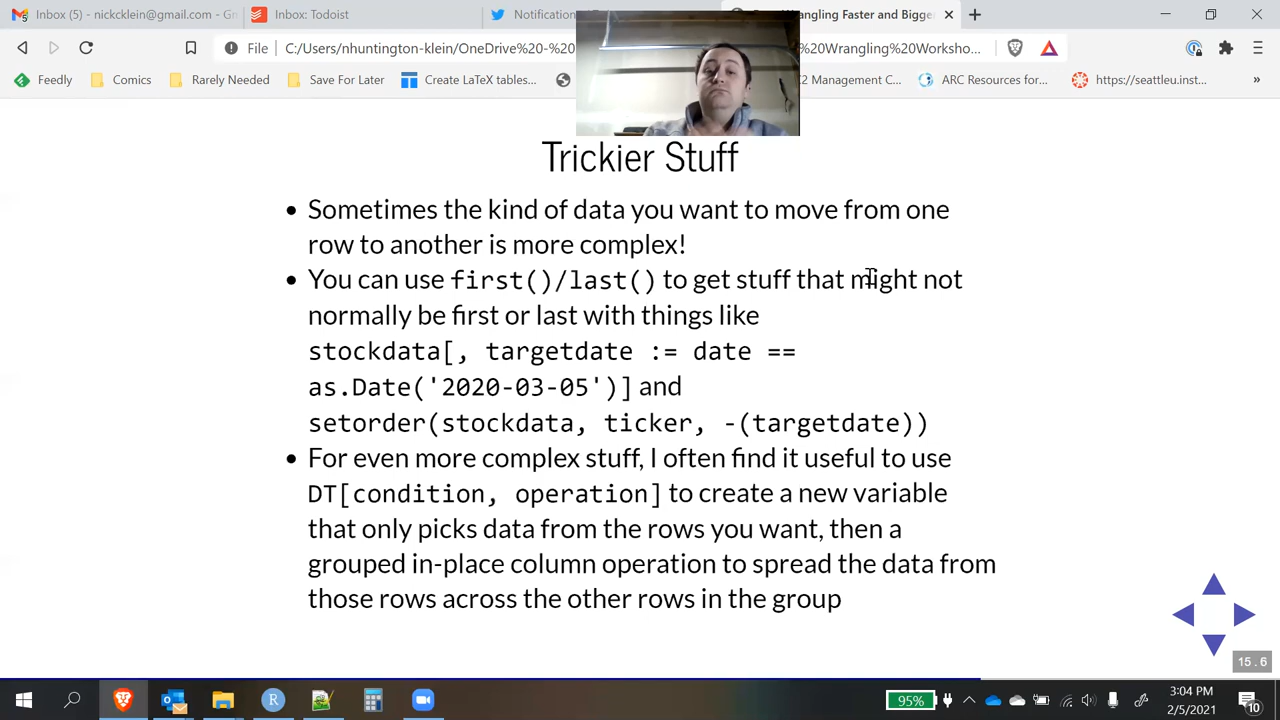 Inbox (5) - nickcklein@gmail.com - Gm
Inbox: Todoist
Notification
Wrangling Faster and Bigge
File
C:/Users/nhuntington-klein/OneDrive%20-%20
%20Wrangling%20Worksho...
Feedly
Comics
Rarely Needed
Save For Later
Create LaTeX tables...
C2 Management C...
ARC Resources for...
https://seattleu.inst...
»
Trickier Stuff
• Sometimes the kind of data you want to move from one
row to another is more complex!
• You can use first()/last() to get stuff that might not
normally be first or last with things like
stockdata[, targetdate := date ==
as.Date('2020-03-05')] and
setorder(stockdata, ticker, -(targetdate))
• For even more complex stuff, I often find it useful to use
DT[condition, operation] to create a new variable
that only picks data from the rows you want, then a
grouped in-place column operation to spread the data from
those rows across the other rows in the group
15.6
95%
3:04 PM
2/5/2021
10